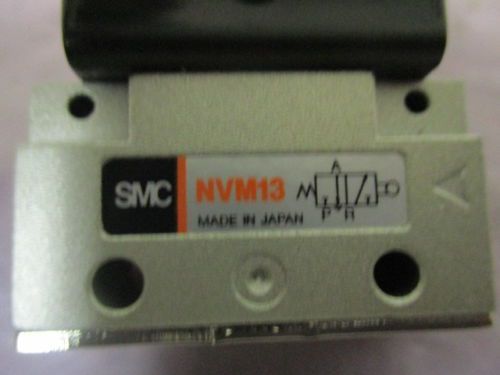 SMC NVM13
MADE IN JAPAN
A
P R